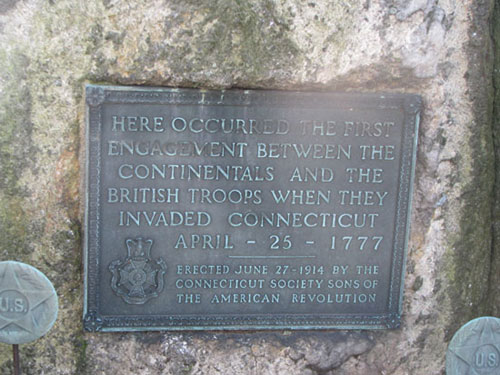 HERE OCCURRED THE FIRST
ENGAGEMENT BETWEEN THE
CONTINENTALS AND THE
BRITISH TROOPS WHEN THEY
INVADED CONNECTICUT
APRIL - 25 - 1777
ERECTED JUNE 27·1914 BY THE
CONNECTICUT SOCIETY SONS OF
THE AMERICAN REVOLUTION
U.S.
US